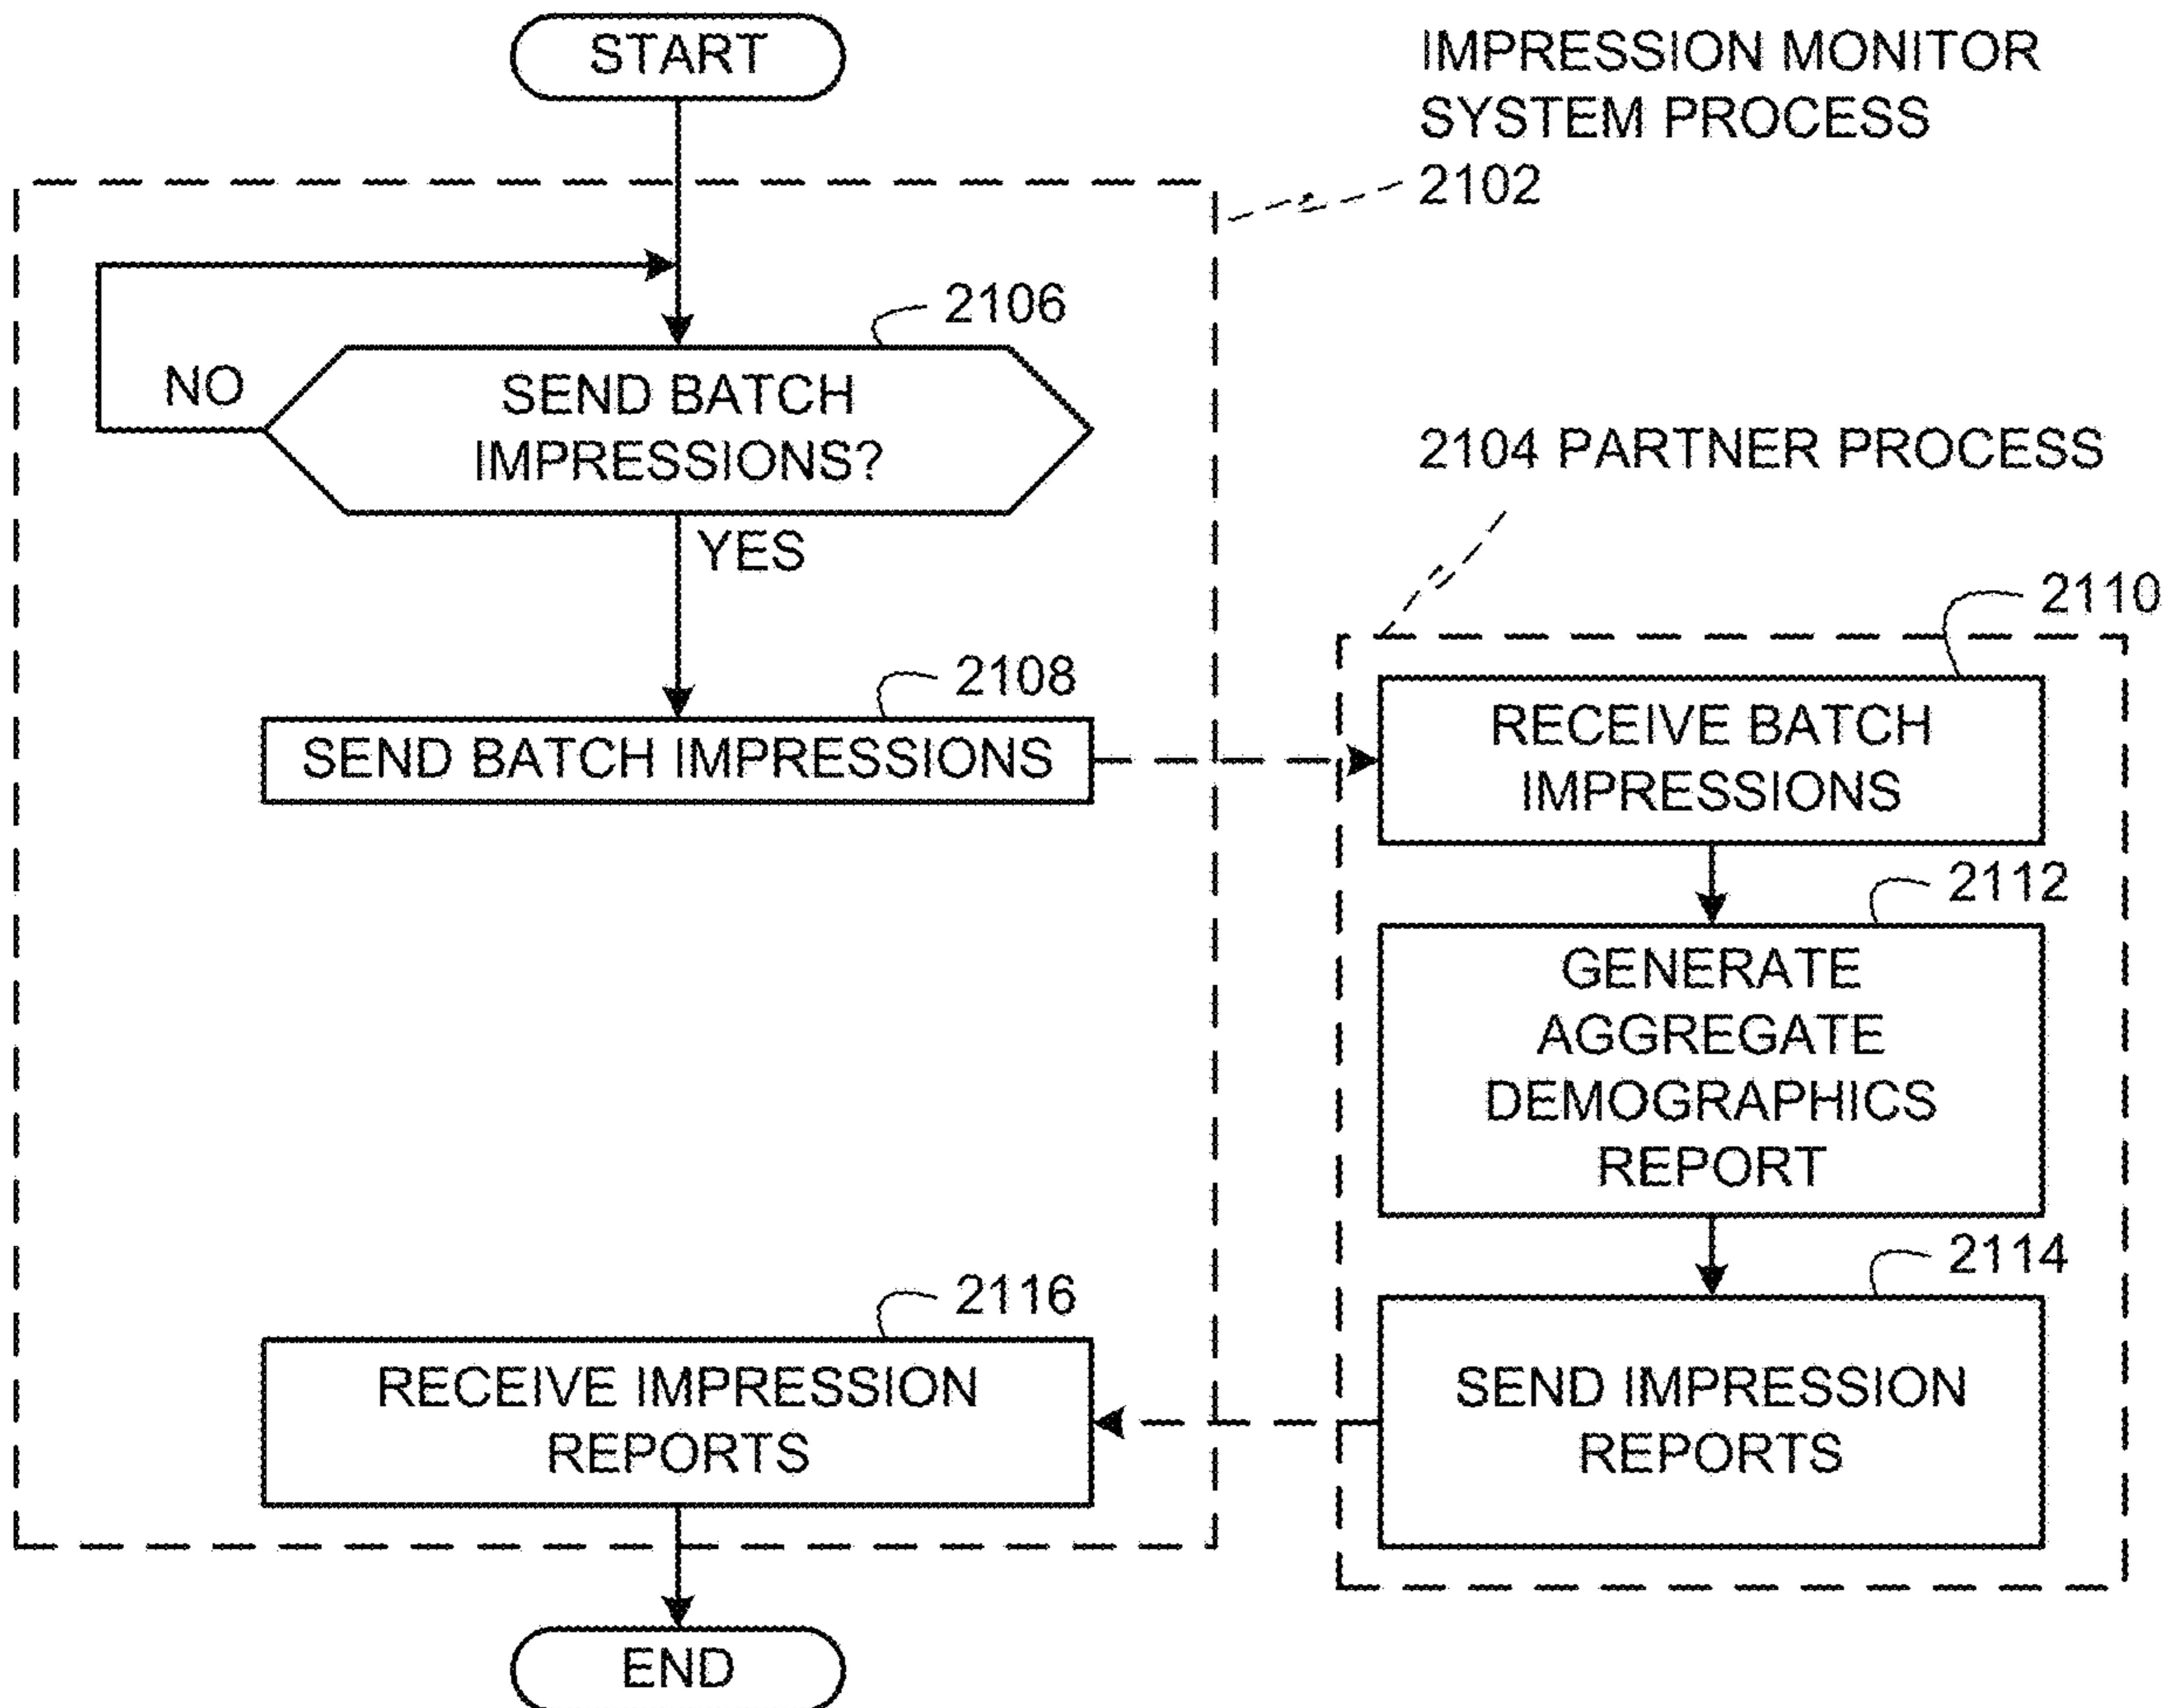 START
IMPRESSION MONITOR
SYSTEM PROCESS
2102
2106
NO
SEND BATCH
IMPRESSIONS?
YES
2104 PARTNER PROCESS
2108
SEND BATCH IMPRESSIONS
2110
RECEIVE BATCH
IMPRESSIONS
2112
GENERATE
AGGREGATE
DEMOGRAPHICS
REPORT
2114
SEND IMPRESSION
REPORTS
2116
RECEIVE IMPRESSION
REPORTS
END